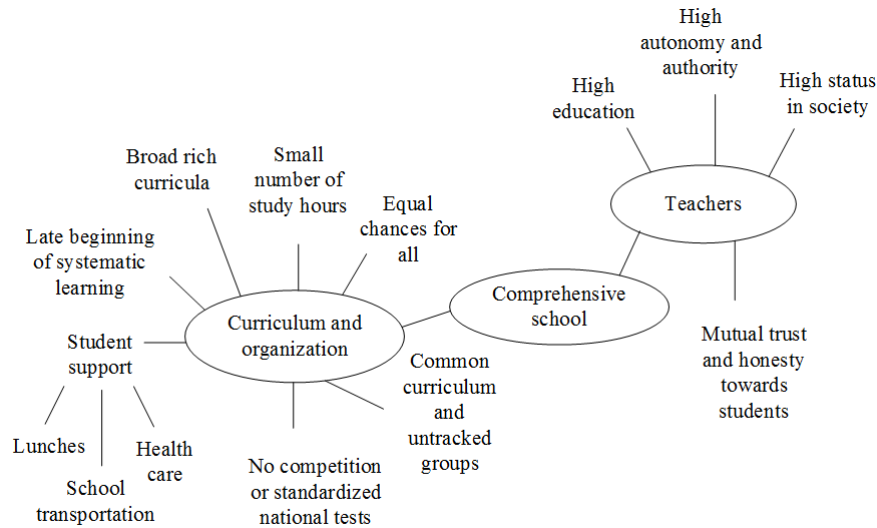 High
autonomy and
authority
High
education
High status
in society
Teachers
Mutual trust
and honesty
towards
students
Comprehensive
school
Broad rich
curricula
Small
number of
study hours
Equal
chances for
all
Late beginning
of systematic
learning
Curriculum and
organization
Student
support
Lunches
School
transportation
Health
care
No competition
or standardized
national tests
Common
curriculum and
untracked
groups